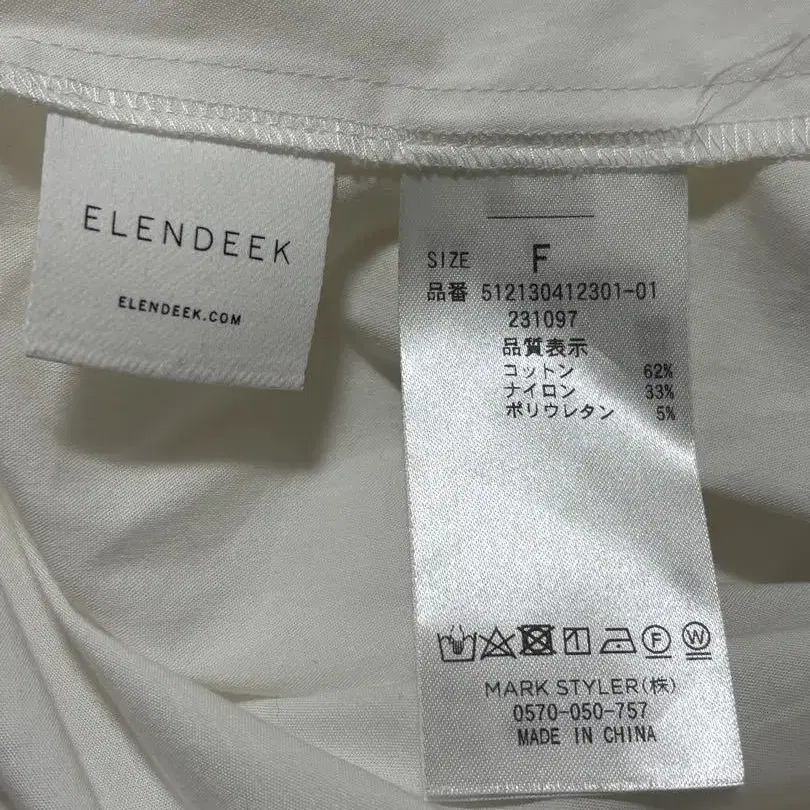 ELENDEEK
ELENDEEK.COM
SIZE F
品番 512130412301-01
231097
品質表示
コットン 62%
ナイロン 33%
ポリウレタン 5%
F W
MARK STYLER(株)
0570-050-757
MADE IN CHINA